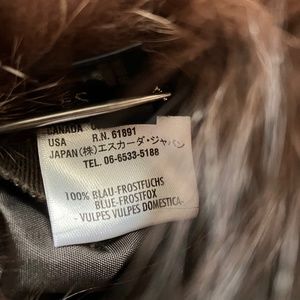 CANADA
USA R.N. 61891
JAPAN(株)エスカーダ・ジャパン
TEL. 06-6533-5188
100% BLAU-FROSTFUCHS
BLUE-FROSTFOX
- VULPES VULPES DOMESTICA-